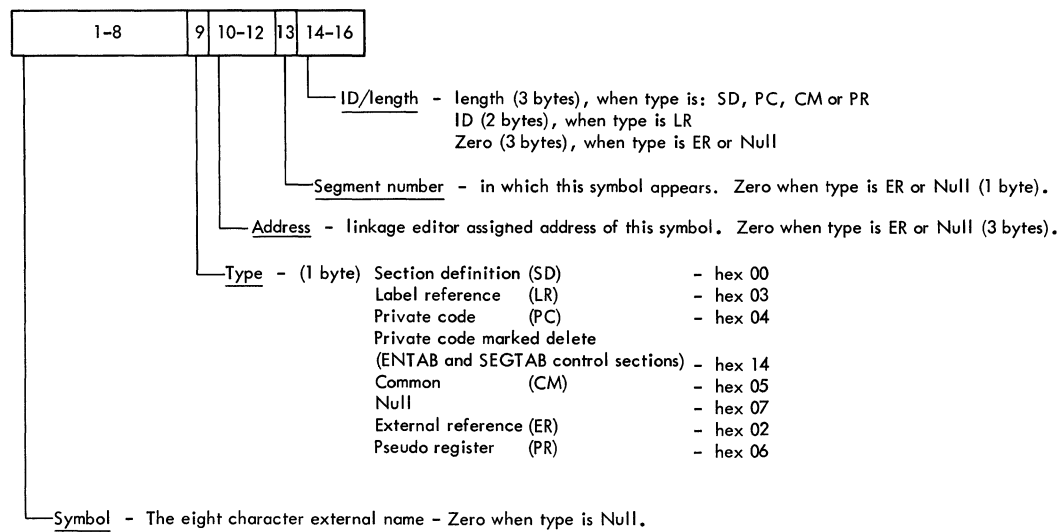 1-8 9 10-12 13 14-16
ID/length - length (3 bytes), when type is: SD, PC, CM or PR
ID (2 bytes), when type is LR
Zero (3 bytes), when type is ER or Null
Segment number - in which this symbol appears. Zero when type is ER or Null (1 byte).
Address - linkage editor assigned address of this symbol. Zero when type is ER or Null (3 bytes).
Type - (1 byte) Section definition (SD) - hex 00
Label reference (LR) - hex 03
Private code (PC) - hex 04
Private code marked delete
(ENTAB and SEGTAB control sections) - hex 14
Common (CM) - hex 05
Null - hex 07
External reference (ER) - hex 02
Pseudo register (PR) - hex 06
Symbol - The eight character external name - Zero when type is Null.